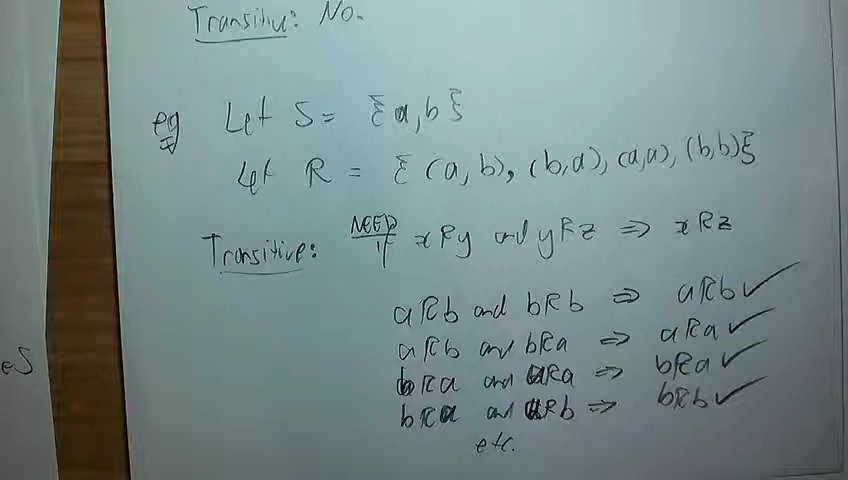 Transitive: No.
eg Let S = {a,b}
Let R = {(a,b), (b,a), (a,a), (b,b)}
Transitive: NEED if xRy and yRz ⇒ xRz
aRb and bRb ⇒ aRb ✓
aRb and bRa ⇒ aRa ✓
bRa and aRa ⇒ bRa ✓
bRa and aRb ⇒ bRb ✓
etc.
∈S